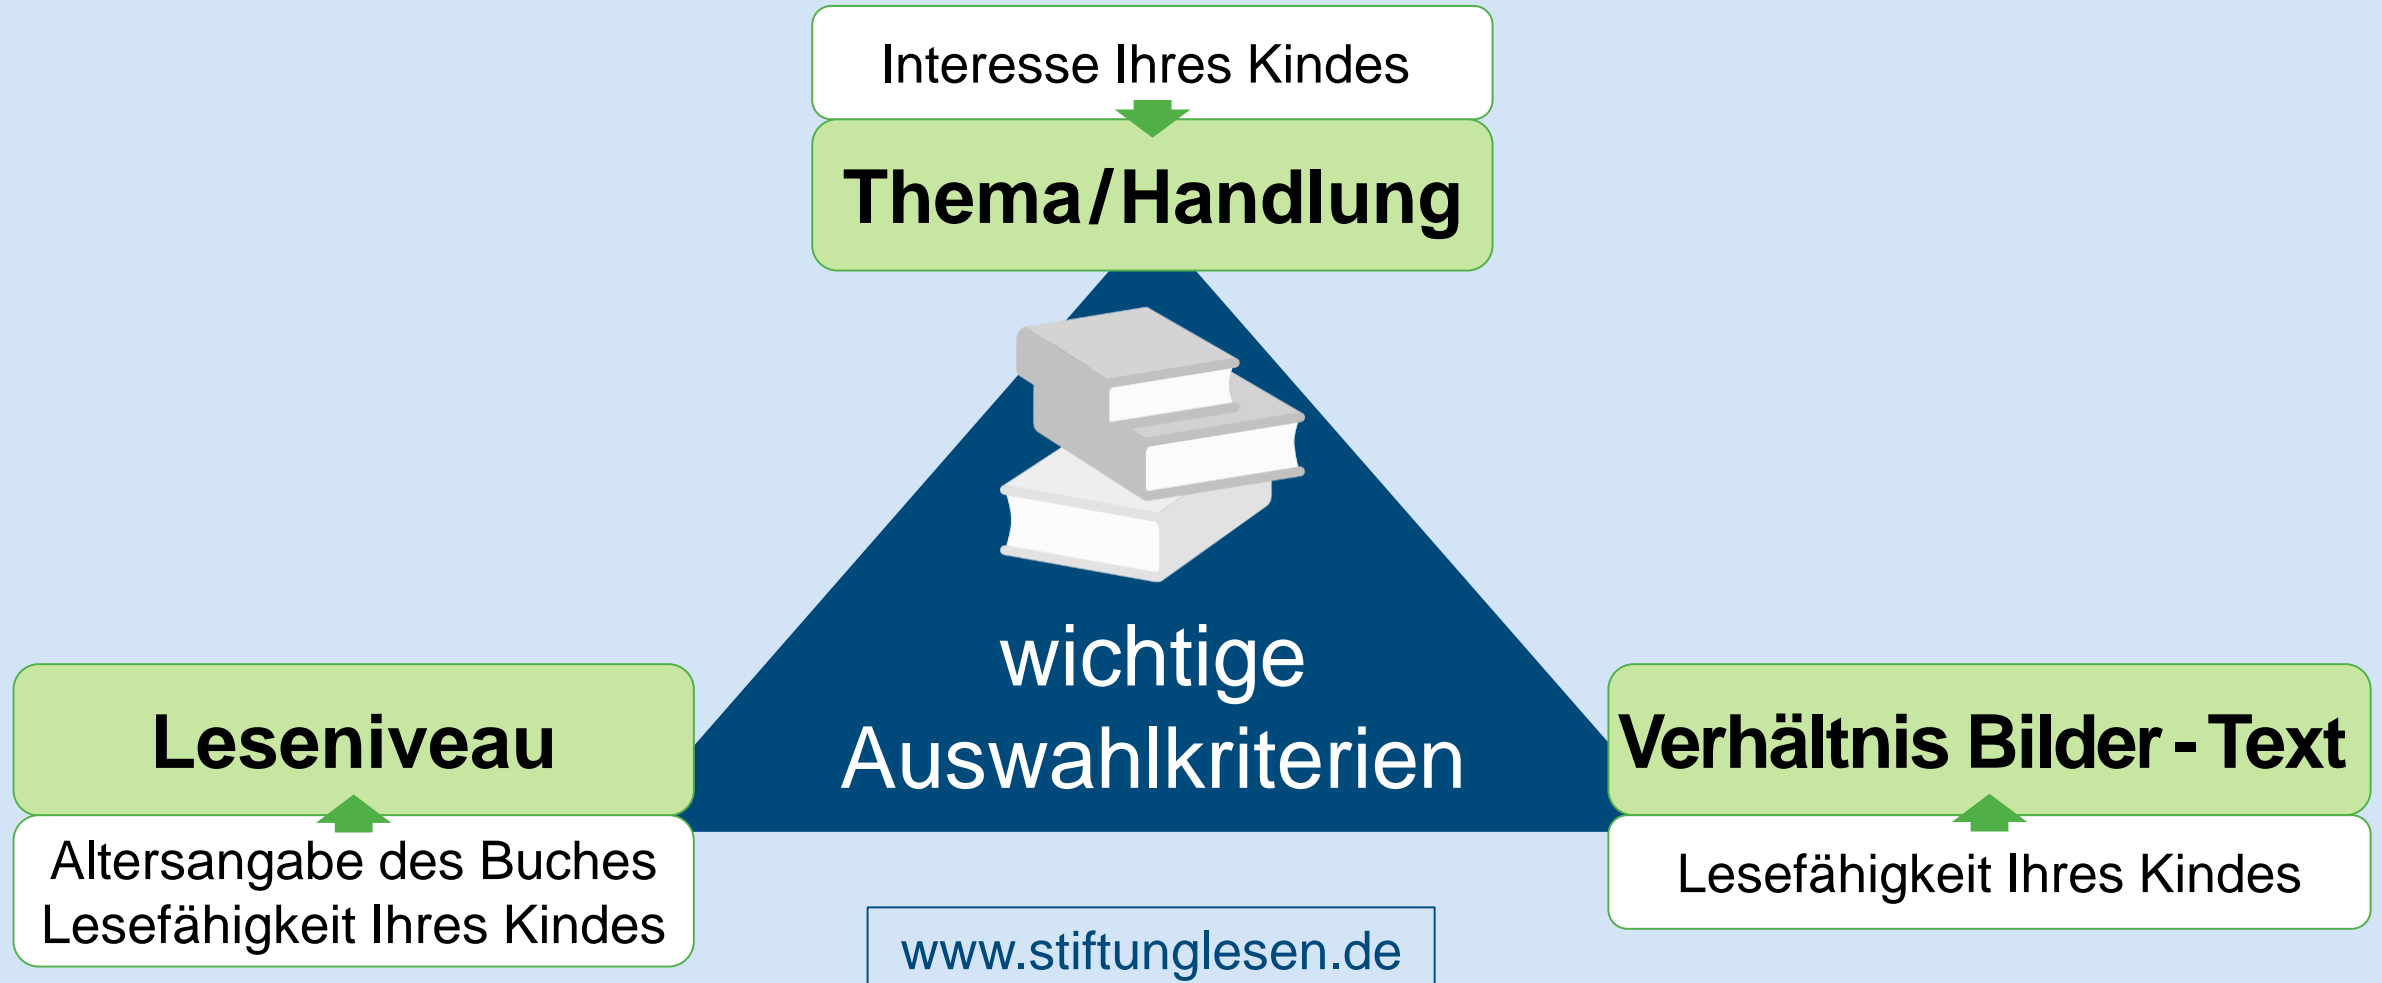 Interesse Ihres Kindes
Thema/Handlung
wichtige
Auswahlkriterien
Leseniveau
Altersangabe des Buches
Lesefähigkeit Ihres Kindes
Verhältnis Bilder - Text
Lesefähigkeit Ihres Kindes
www.stiftunglesen.de